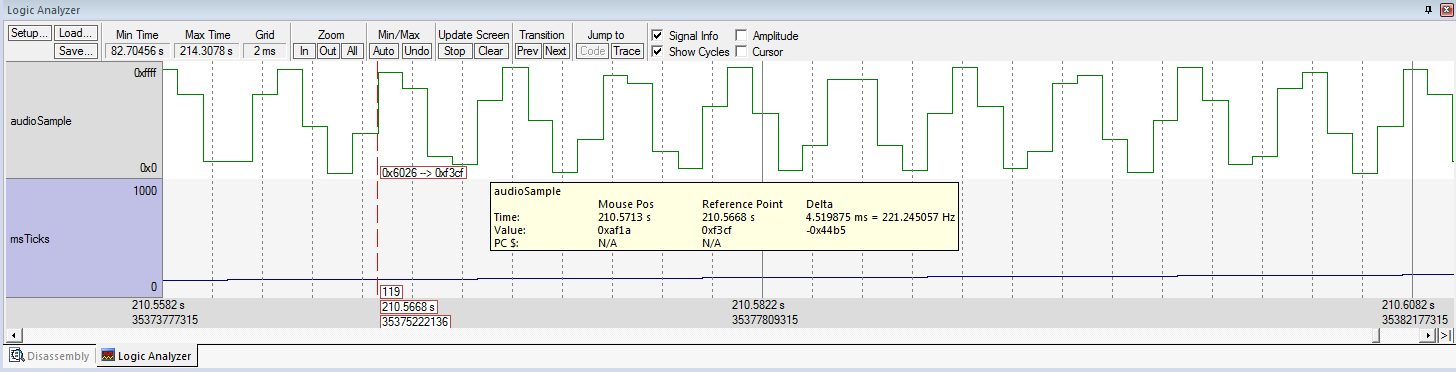 Logic Analyzer
Setup... Load... Save...
Min Time Max Time Grid
82.70456 s 214.3078 s 2 ms
Zoom
In Out All
Min/Max
Auto Undo
Update Screen
Stop Clear
Transition
Prev Next
Jump to
Code Trace
Signal Info Amplitude
Show Cycles Cursor
0xffff
audioSample
0x0
0x6026 --> 0xf3cf
1000
msTicks
0
audioSample
Mouse Pos Reference Point Delta
Time: 210.5713 s 210.5668 s 4.519875 ms = 221.245057 Hz
Value: 0xaf1a 0xf3cf -0x44b5
PC $: N/A N/A
119
210.5582 s 210.5668 s 210.5822 s 210.6082 s
35373777315 35375222136 35377809315 35382177315
Disassembly Logic Analyzer